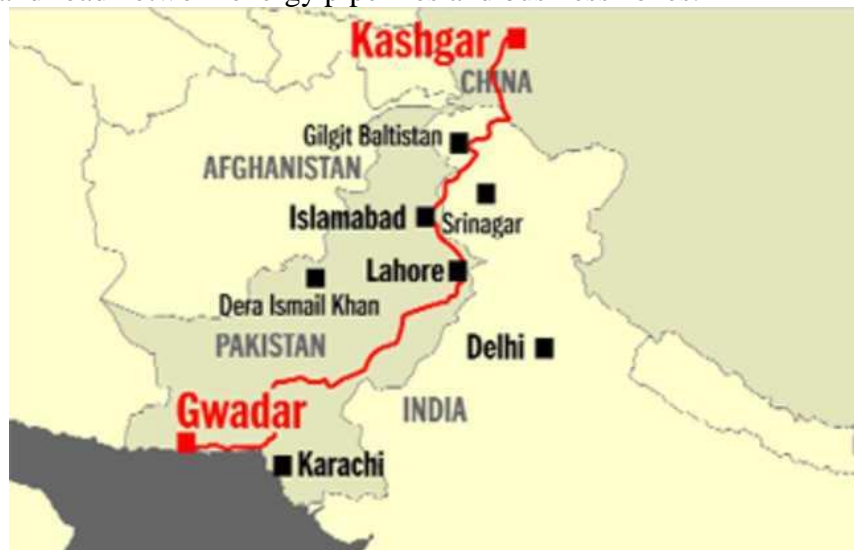 Kashgar
CHINA
Gilgit Baltistan
AFGHANISTAN
Islamabad
Srinagar
Lahore
Dera Ismail Khan
PAKISTAN
Delhi
Gwadar
INDIA
Karachi